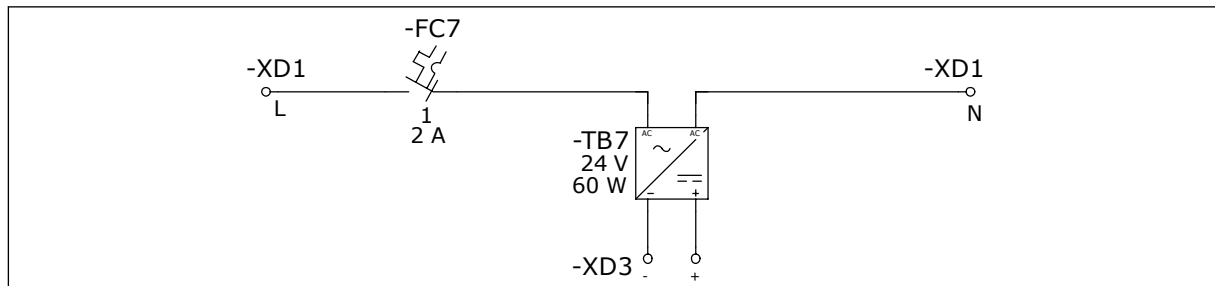 -FC7
-XD1
-XD1
L
N
1
2 A
AC
AC
-TB7
24 V
60 W
-
+
-XD3
-
+